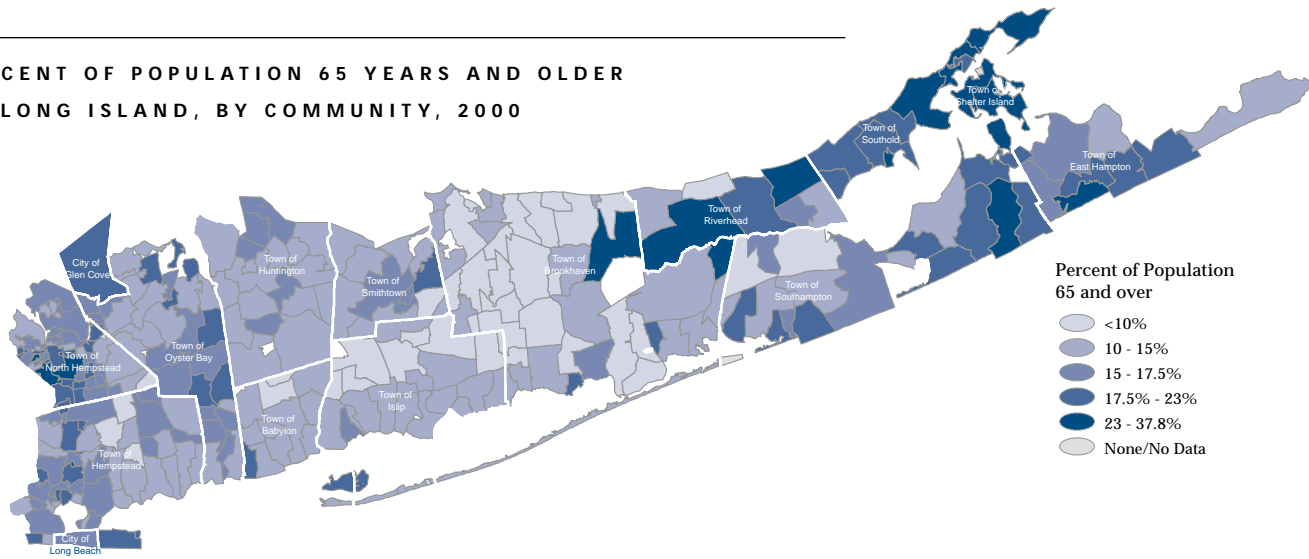 CENT OF POPULATION 65 YEARS AND OLDER
LONG ISLAND, BY COMMUNITY, 2000
Town of
Shelter Island
Town of
Southold
Town of
East Hampton
Town of
Riverhead
City of
Glen Cove
Town of
Huntington
Town of
Smithtown
Town of
Brookhaven
Town of
Southampton
Town of
North Hempstead
Town of
Oyster Bay
Town of
Islip
Town of
Babylon
Town of
Hempstead
City of
Long Beach
Percent of Population
65 and over
<10%
10 - 15%
15 - 17.5%
17.5% - 23%
23 - 37.8%
None/No Data